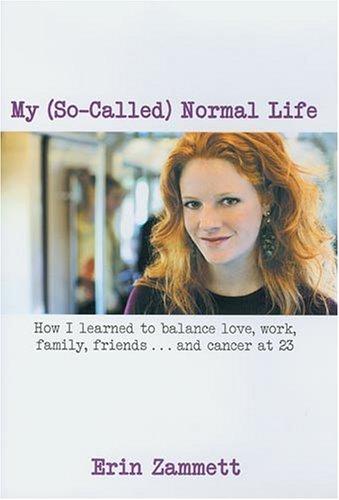 My (So-Called) Normal Life
How I learned to balance love, work,
family, friends . . . and cancer at 23
Erin Zammett